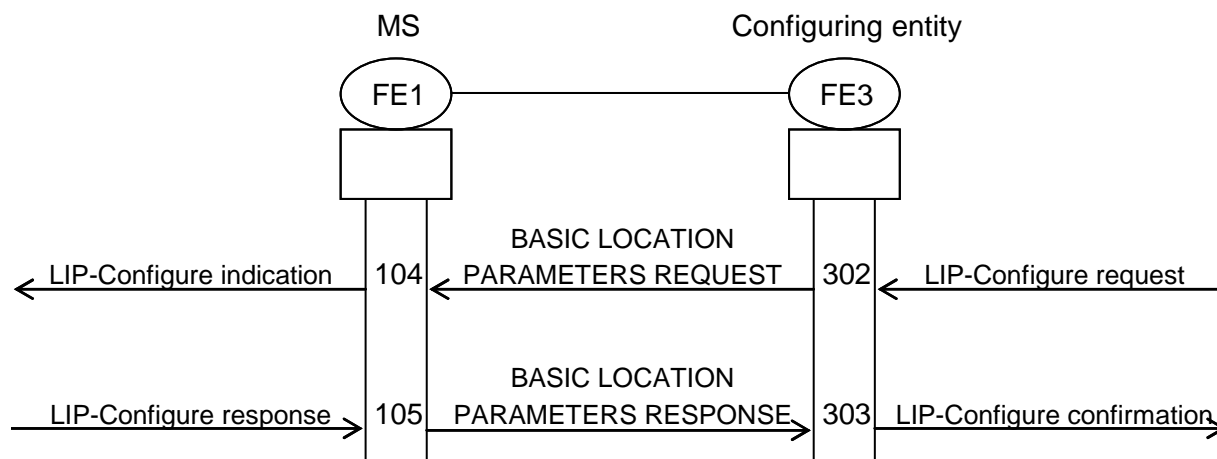 MS
Configuring entity
FE1
FE3
BASIC LOCATION
LIP-Configure indication
104
PARAMETERS REQUEST
302
LIP-Configure request
BASIC LOCATION
LIP-Configure response
105
PARAMETERS RESPONSE
303
LIP-Configure confirmation